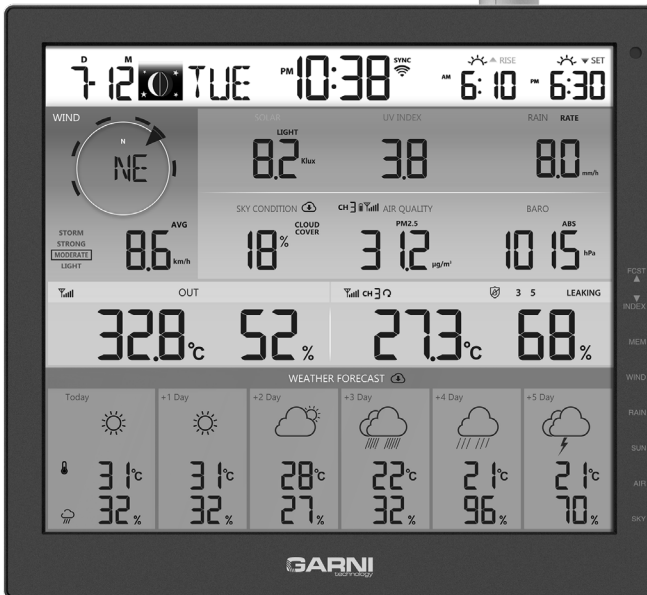 D M SYNC RISE SET
7-12 TUE PM 10:38 AM 6:10 PM 6:30
WIND SOLAR UV INDEX RAIN RATE
N LIGHT
NE 8.2 Klux 3.8 8.0 mm/h
SKY CONDITION CH 3 AIR QUALITY BARO
STORM AVG CLOUD COVER PM2.5 ABS
STRONG
MODERATE 8.6 km/h 18 % 31.2 µg/m³ 1015 hPa
LIGHT
OUT CH 3 3 5 LEAKING
32.8 °C 52 % 27.3 °C 68 %
WEATHER FORECAST
Today +1 Day +2 Day +3 Day +4 Day +5 Day
31 °C 31 °C 28 °C 22 °C 21 °C 21 °C
32 % 32 % 27 % 32 % 96 % 70 %
FCST
INDEX
MEM
WIND
RAIN
SUN
AIR
SKY
GARNI
technology